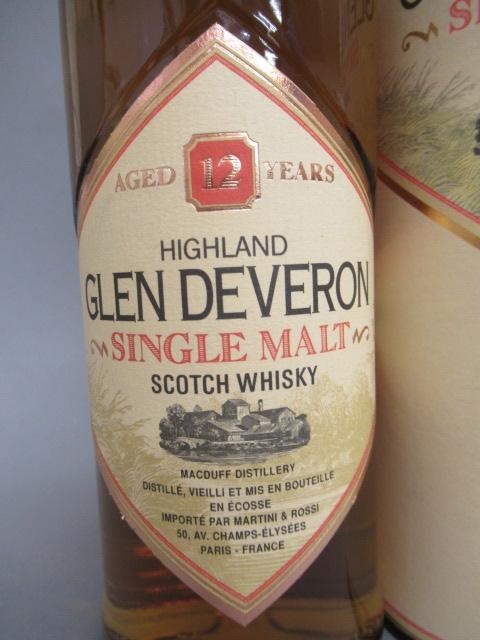 AGED 12 YEARS
HIGHLAND
GLEN DEVERON
SINGLE MALT
SCOTCH WHISKY
MACDUFF DISTILLERY
DISTILLÉ, VIEILLI ET MIS EN BOUTEILLE
EN ÉCOSSE
IMPORTÉ PAR MARTINI & ROSSI
50, AV. CHAMPS-ÉLYSÉES
PARIS - FRANCE